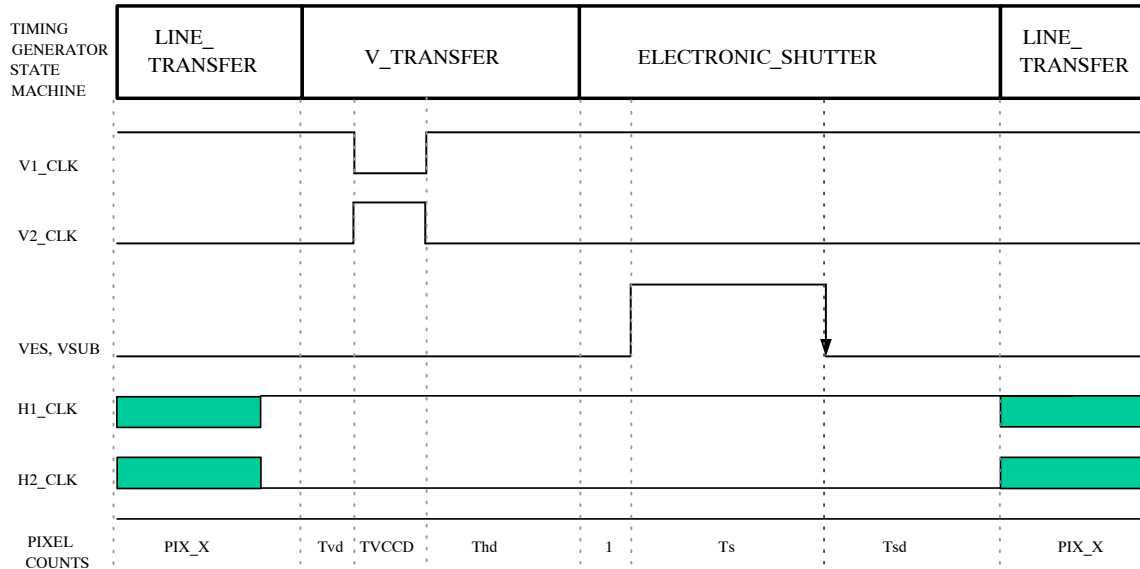 TIMING
GENERATOR
STATE
MACHINE
LINE_
TRANSFER
V_TRANSFER
ELECTRONIC_SHUTTER
LINE_
TRANSFER
V1_CLK
V2_CLK
VES, VSUB
H1_CLK
H2_CLK
PIXEL
COUNTS
PIX_X
Tvd
TVCCD
Thd
1
Ts
Tsd
PIX_X